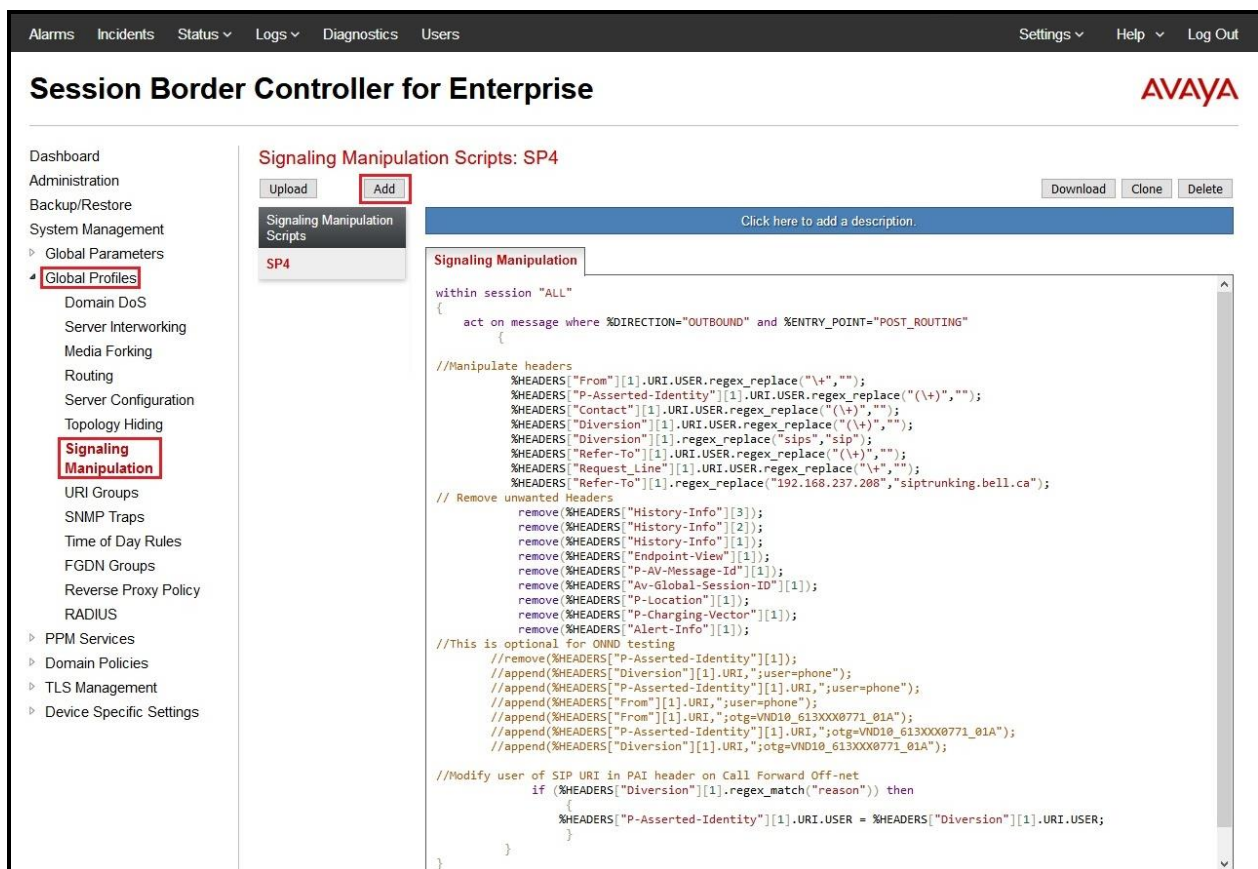 Alarms Incidents Status Logs Diagnostics Users Settings Help Log Out
Session Border Controller for Enterprise
AVAYA
Dashboard
Administration
Backup/Restore
System Management
Global Parameters
Global Profiles
Domain DoS
Server Interworking
Media Forking
Routing
Server Configuration
Topology Hiding
Signaling
Manipulation
URI Groups
SNMP Traps
Time of Day Rules
FGDN Groups
Reverse Proxy Policy
RADIUS
PPM Services
Domain Policies
TLS Management
Device Specific Settings
Signaling Manipulation Scripts: SP4
Upload Add Download Clone Delete
Signaling Manipulation
Scripts
SP4
Click here to add a description.
Signaling Manipulation
within session "ALL"
{
act on message where %DIRECTION="OUTBOUND" and %ENTRY_POINT="POST_ROUTING"
{
//Manipulate headers
%HEADERS["From"][1].URI.USER.regex_replace("\+","");
%HEADERS["P-Asserted-Identity"][1].URI.USER.regex_replace("(\+)","");
%HEADERS["Contact"][1].URI.USER.regex_replace("(\+)","");
%HEADERS["Diversion"][1].URI.USER.regex_replace("(\+)","");
%HEADERS["Diversion"][1].regex_replace("sips","sip");
%HEADERS["Refer-To"][1].URI.USER.regex_replace("(\+)","");
%HEADERS["Request_Line"][1].URI.USER.regex_replace("\+","");
%HEADERS["Refer-To"][1].regex_replace("192.168.237.208","siptrunking.bell.ca");
// Remove unwanted Headers
remove(%HEADERS["History-Info"][3]);
remove(%HEADERS["History-Info"][2]);
remove(%HEADERS["History-Info"][1]);
remove(%HEADERS["Endpoint-View"][1]);
remove(%HEADERS["P-AV-Message-Id"][1]);
remove(%HEADERS["Av-Global-Session-ID"][1]);
remove(%HEADERS["P-Location"][1]);
remove(%HEADERS["P-Charging-Vector"][1]);
remove(%HEADERS["Alert-Info"][1]);
//This is optional for ONND testing
//remove(%HEADERS["P-Asserted-Identity"][1]);
//append(%HEADERS["Diversion"][1].URI,";user=phone");
//append(%HEADERS["P-Asserted-Identity"][1].URI,";user=phone");
//append(%HEADERS["From"][1].URI,";user=phone");
//append(%HEADERS["From"][1].URI,";otg=VND10_613XXX0771_01A");
//append(%HEADERS["P-Asserted-Identity"][1].URI,";otg=VND10_613XXX0771_01A");
//append(%HEADERS["Diversion"][1].URI,";otg=VND10_613XXX0771_01A");
//Modify user of SIP URI in PAI header on Call Forward Off-net
if (%HEADERS["Diversion"][1].regex_match("reason")) then
{
%HEADERS["P-Asserted-Identity"][1].URI.USER = %HEADERS["Diversion"][1].URI.USER;
}
}
}